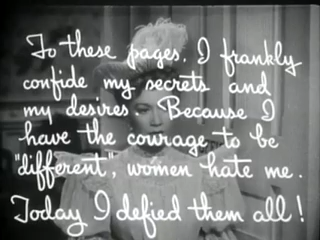 To these pages, I frankly
confide my secrets and
my desires. Because I
have the courage to be
"different", women hate me.
Today I defied them all!